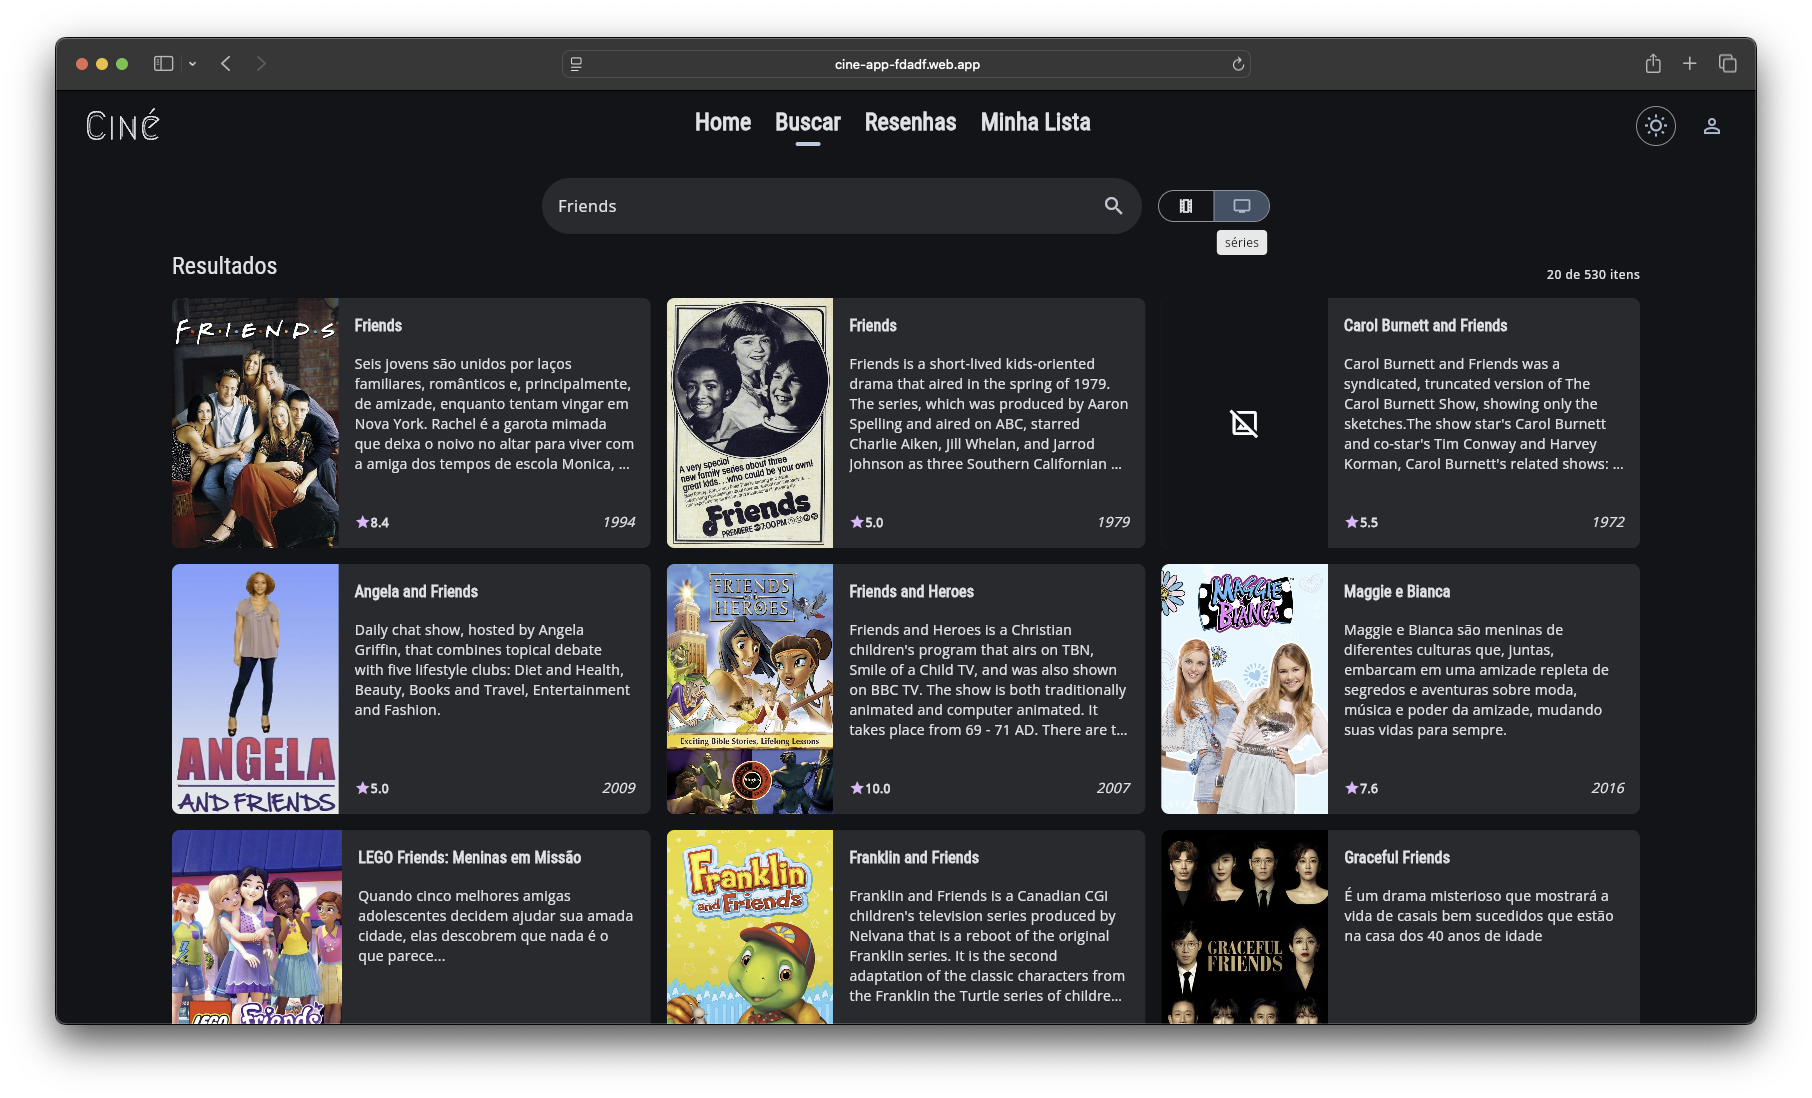 cine-app-fdadf.web.app
CINÉ
Home Buscar Resenhas Minha Lista
Friends
séries
Resultados
20 de 530 itens
F·R·I·E·N·D·S
Friends
Seis jovens são unidos por laços
familiares, românticos e, principalmente,
de amizade, enquanto tentam vingar em
Nova York. Rachel é a garota mimada
que deixa o noivo no altar para viver com
a amiga dos tempos de escola Monica, ...
8.4
1994
A very special
new family series about three
great kids...Who could be your own!
Friends
PREMIERE 7:00PM
Friends
Friends is a short-lived kids-oriented
drama that aired in the spring of 1979.
The series, which was produced by Aaron
Spelling and aired on ABC, starred
Charlie Aiken, Jill Whelan, and Jarrod
Johnson as three Southern Californian ...
5.0
1979
Carol Burnett and Friends
Carol Burnett and Friends was a
syndicated, truncated version of The
Carol Burnett Show, showing only the
sketches.The show star's Carol Burnett
and co-star's Tim Conway and Harvey
Korman, Carol Burnett's related shows: ...
5.5
1972
ANGELA
AND FRIENDS
Angela and Friends
Daily chat show, hosted by Angela
Griffin, that combines topical debate
with five lifestyle clubs: Diet and Health,
Beauty, Books and Travel, Entertainment
and Fashion.
5.0
2009
FRIENDS
HEROES
Exciting Bible Stories, Lifelong Lessons
Friends and Heroes
Friends and Heroes is a Christian
children's program that airs on TBN,
Smile of a Child TV, and was also shown
on BBC TV. The show is both traditionally
animated and computer animated. It
takes place from 69 - 71 AD. There are t...
10.0
2007
MAGGIE
BIANCA
Maggie e Bianca
Maggie e Bianca são meninas de
diferentes culturas que, juntas,
embarcam em uma amizade repleta de
segredos e aventuras sobre moda,
música e poder da amizade, mudando
suas vidas para sempre.
7.6
2016
LEGO
Friends
LEGO Friends: Meninas em Missão
Quando cinco melhores amigas
adolescentes decidem ajudar sua amada
cidade, elas descobrem que nada é o
que parece...
Franklin
and Friends
Franklin and Friends
Franklin and Friends is a Canadian CGI
children's television series produced by
Nelvana that is a reboot of the original
Franklin series. It is the second
adaptation of the classic characters from
the Franklin the Turtle series of childre...
GRACEFUL
FRIENDS
Graceful Friends
É um drama misterioso que mostrará a
vida de casais bem sucedidos que estão
na casa dos 40 anos de idade